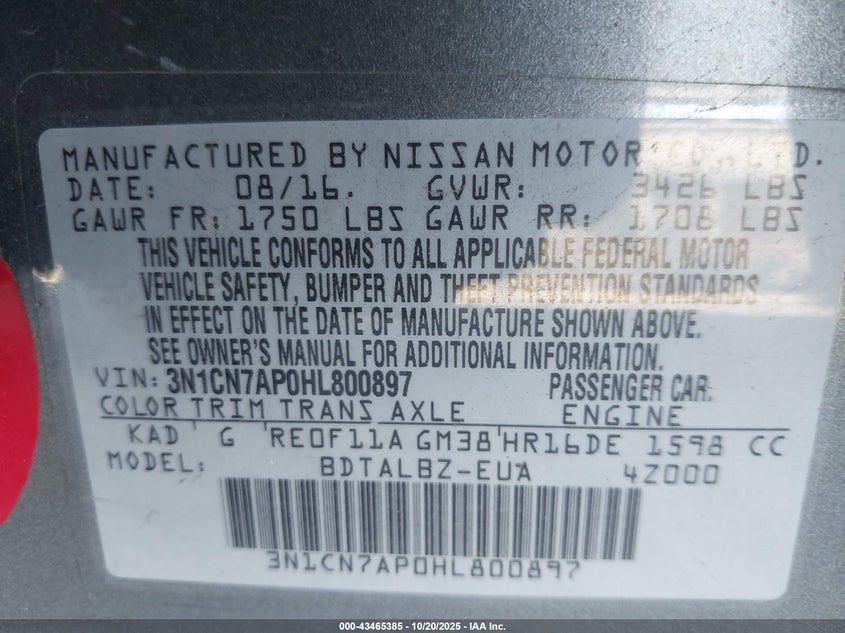 MANUFACTURED BY NISSAN MOTOR CO., LTD.
DATE: 08/16. GVWR: 3426 LBS
GAWR FR: 1750 LBS GAWR RR: 1708 LBS
THIS VEHICLE CONFORMS TO ALL APPLICABLE FEDERAL MOTOR
VEHICLE SAFETY, BUMPER AND THEFT PREVENTION STANDARDS
IN EFFECT ON THE DATE OF MANUFACTURE SHOWN ABOVE.
SEE OWNER'S MANUAL FOR ADDITIONAL INFORMATION.
VIN: 3N1CN7AP0HL800897 PASSENGER CAR.
COLOR TRIM TRANS AXLE ENGINE
KAD G RE0F11A GM38 HR16DE 1598 CC
MODEL: BDTALBZ-EUA 4Z000
3N1CN7AP0HL800897
000-43465385 - 10/20/2025 - IAA Inc.